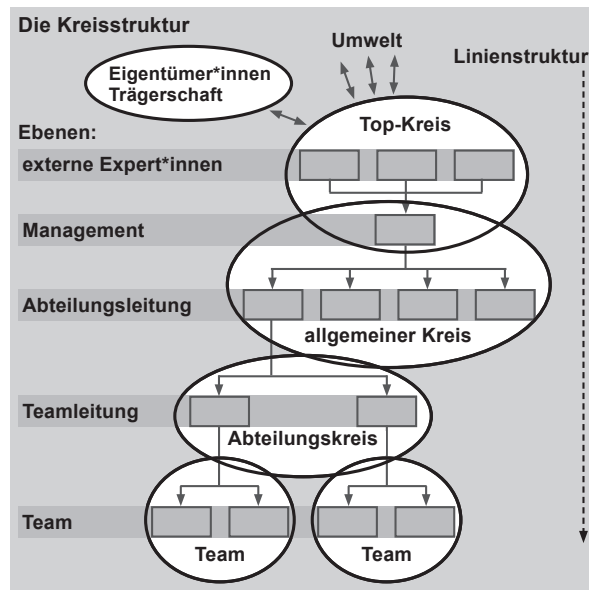 Die Kreisstruktur
Umwelt
Linienstruktur
Eigentümer*innen
Trägerschaft
Top-Kreis
Ebenen:
externe Expert*innen
Management
Abteilungsleitung
allgemeiner Kreis
Teamleitung
Abteilungskreis
Team
Team
Team